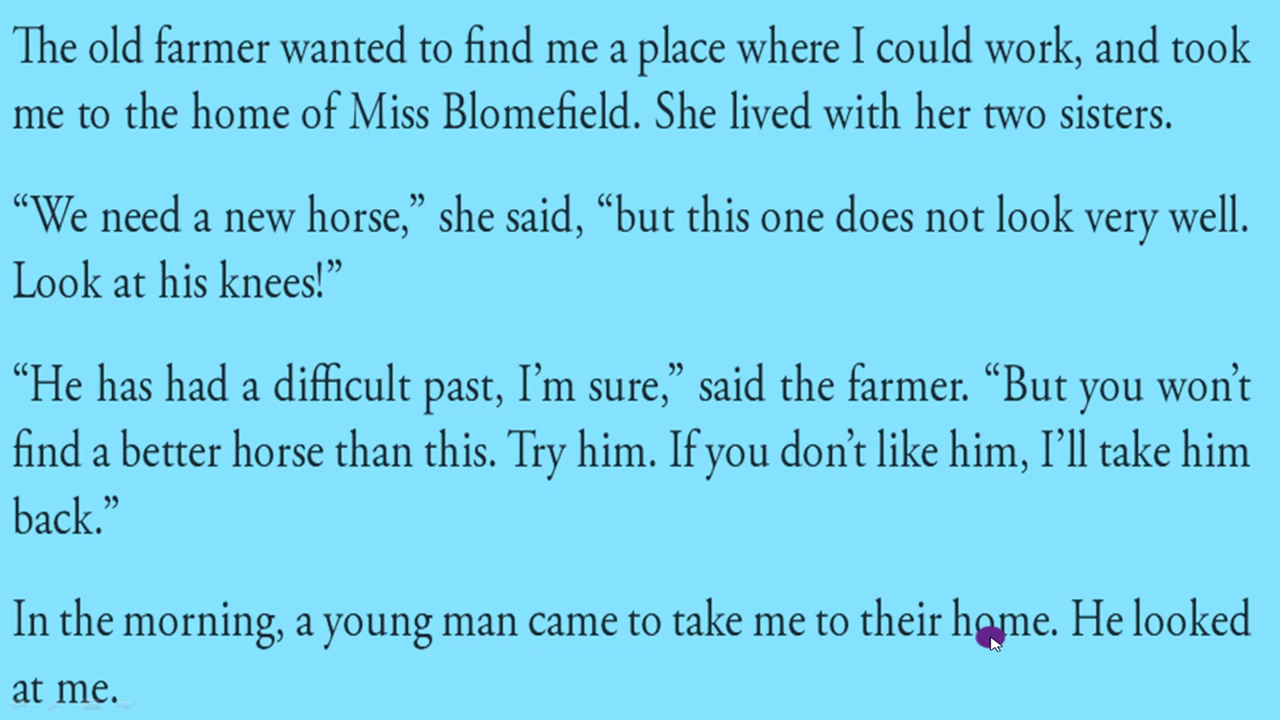 The old farmer wanted to find me a place where I could work, and took
me to the home of Miss Blomefield. She lived with her two sisters.
“We need a new horse,” she said, “but this one does not look very well.
Look at his knees!”
“He has had a difficult past, I’m sure,” said the farmer. “But you won’t
find a better horse than this. Try him. If you don’t like him, I’ll take him
back.”
In the morning, a young man came to take me to their home. He looked
at me.